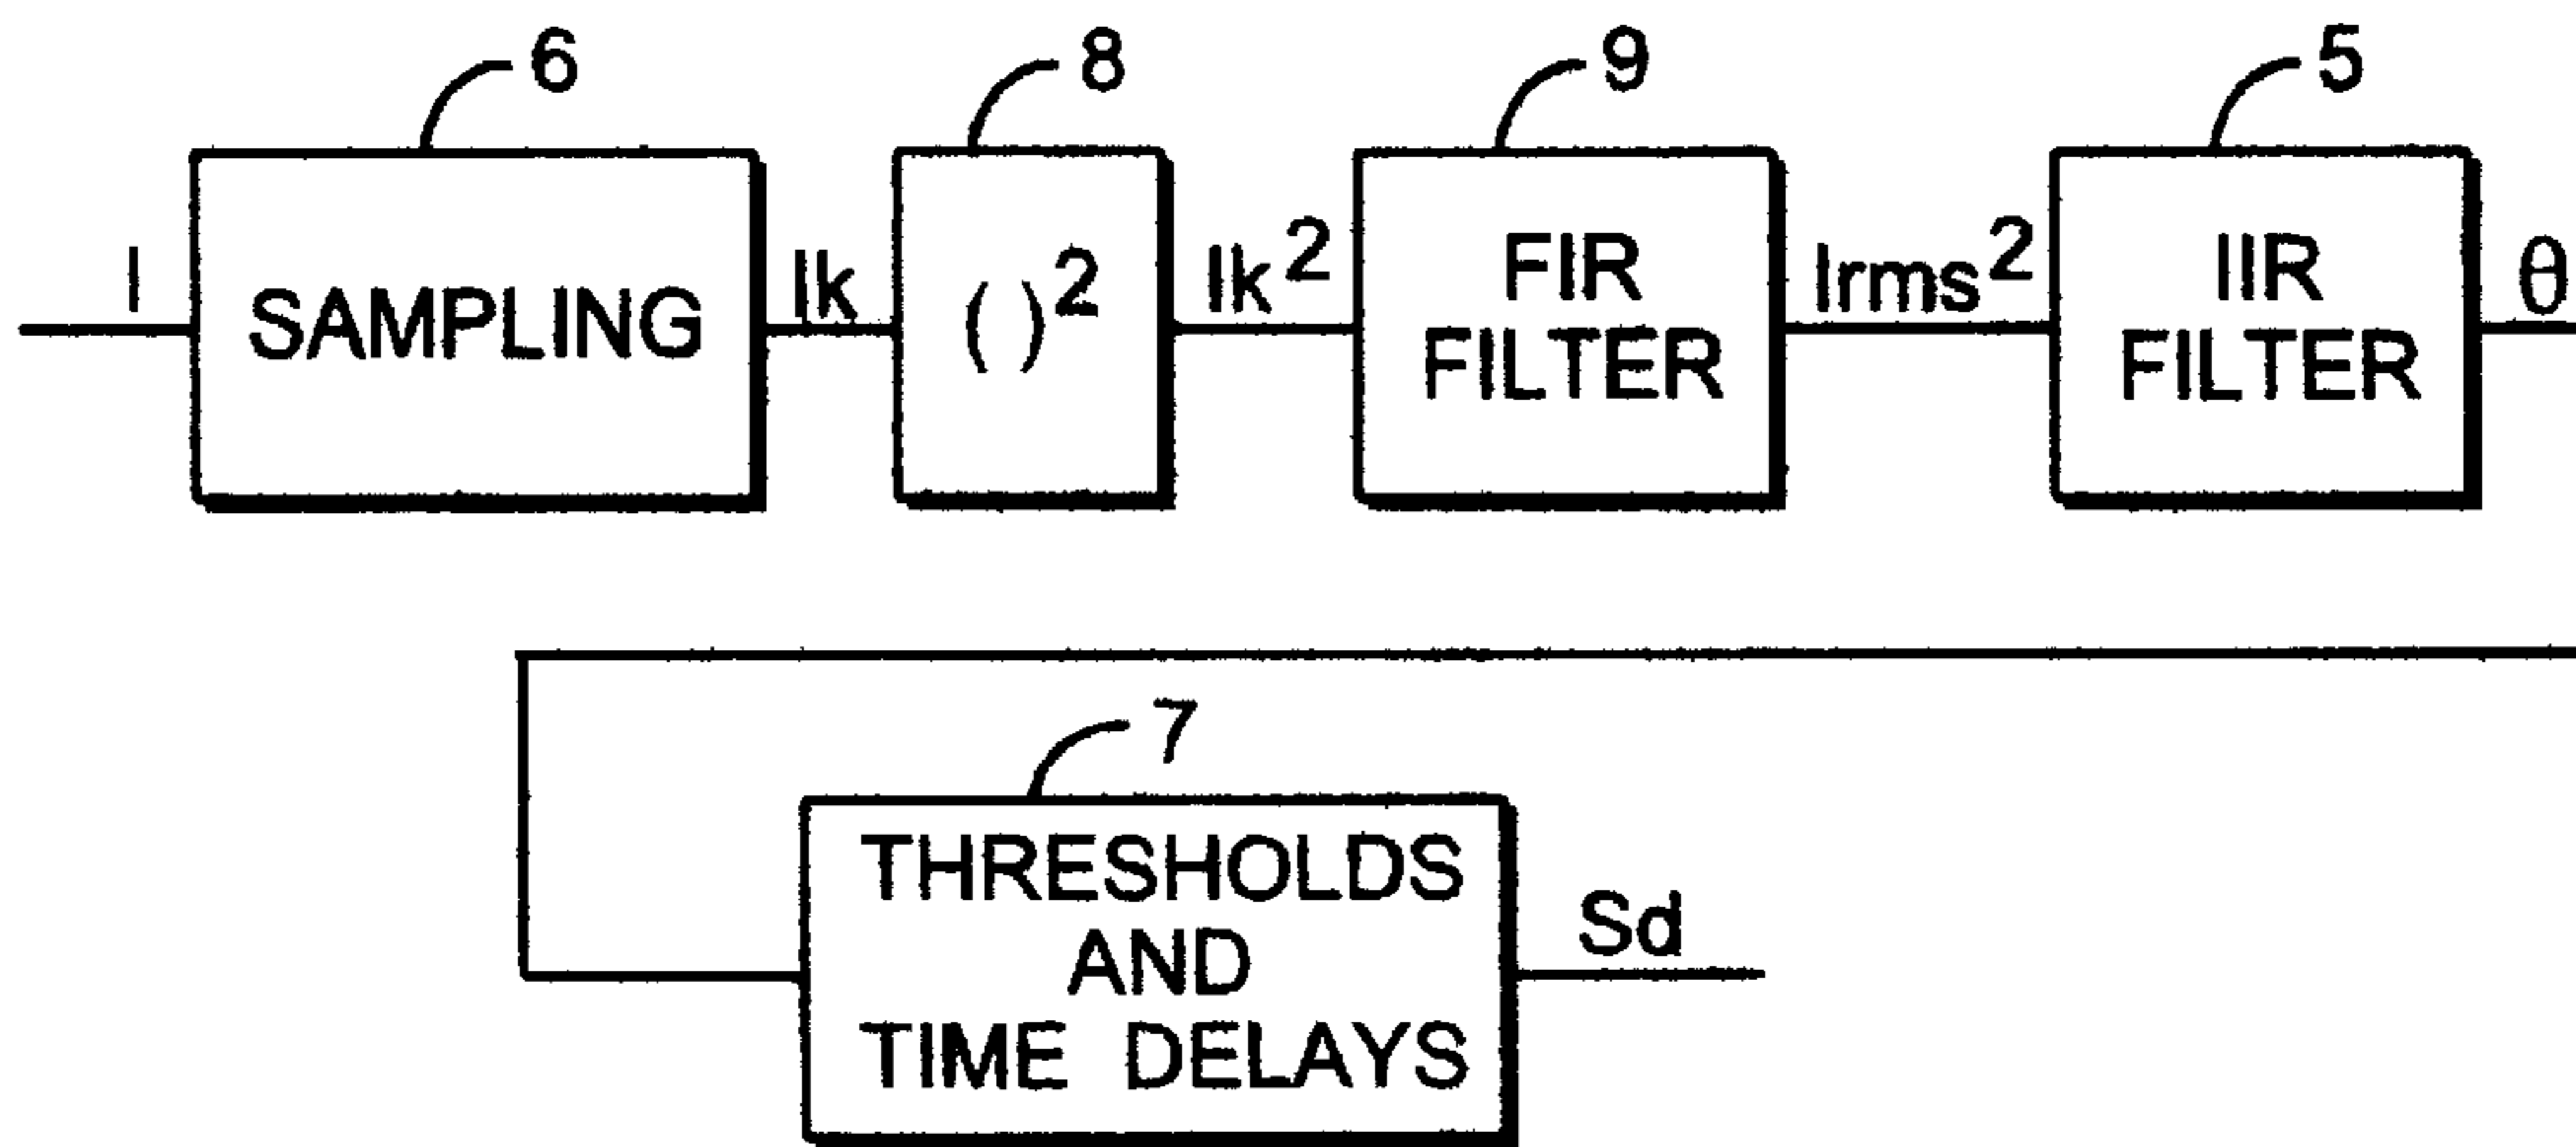 6
8
9
5
I
SAMPLING
Ik
( )²
Ik²
FIR
FILTER
Irms²
IIR
FILTER
θ
7
THRESHOLDS
AND
TIME DELAYS
Sd